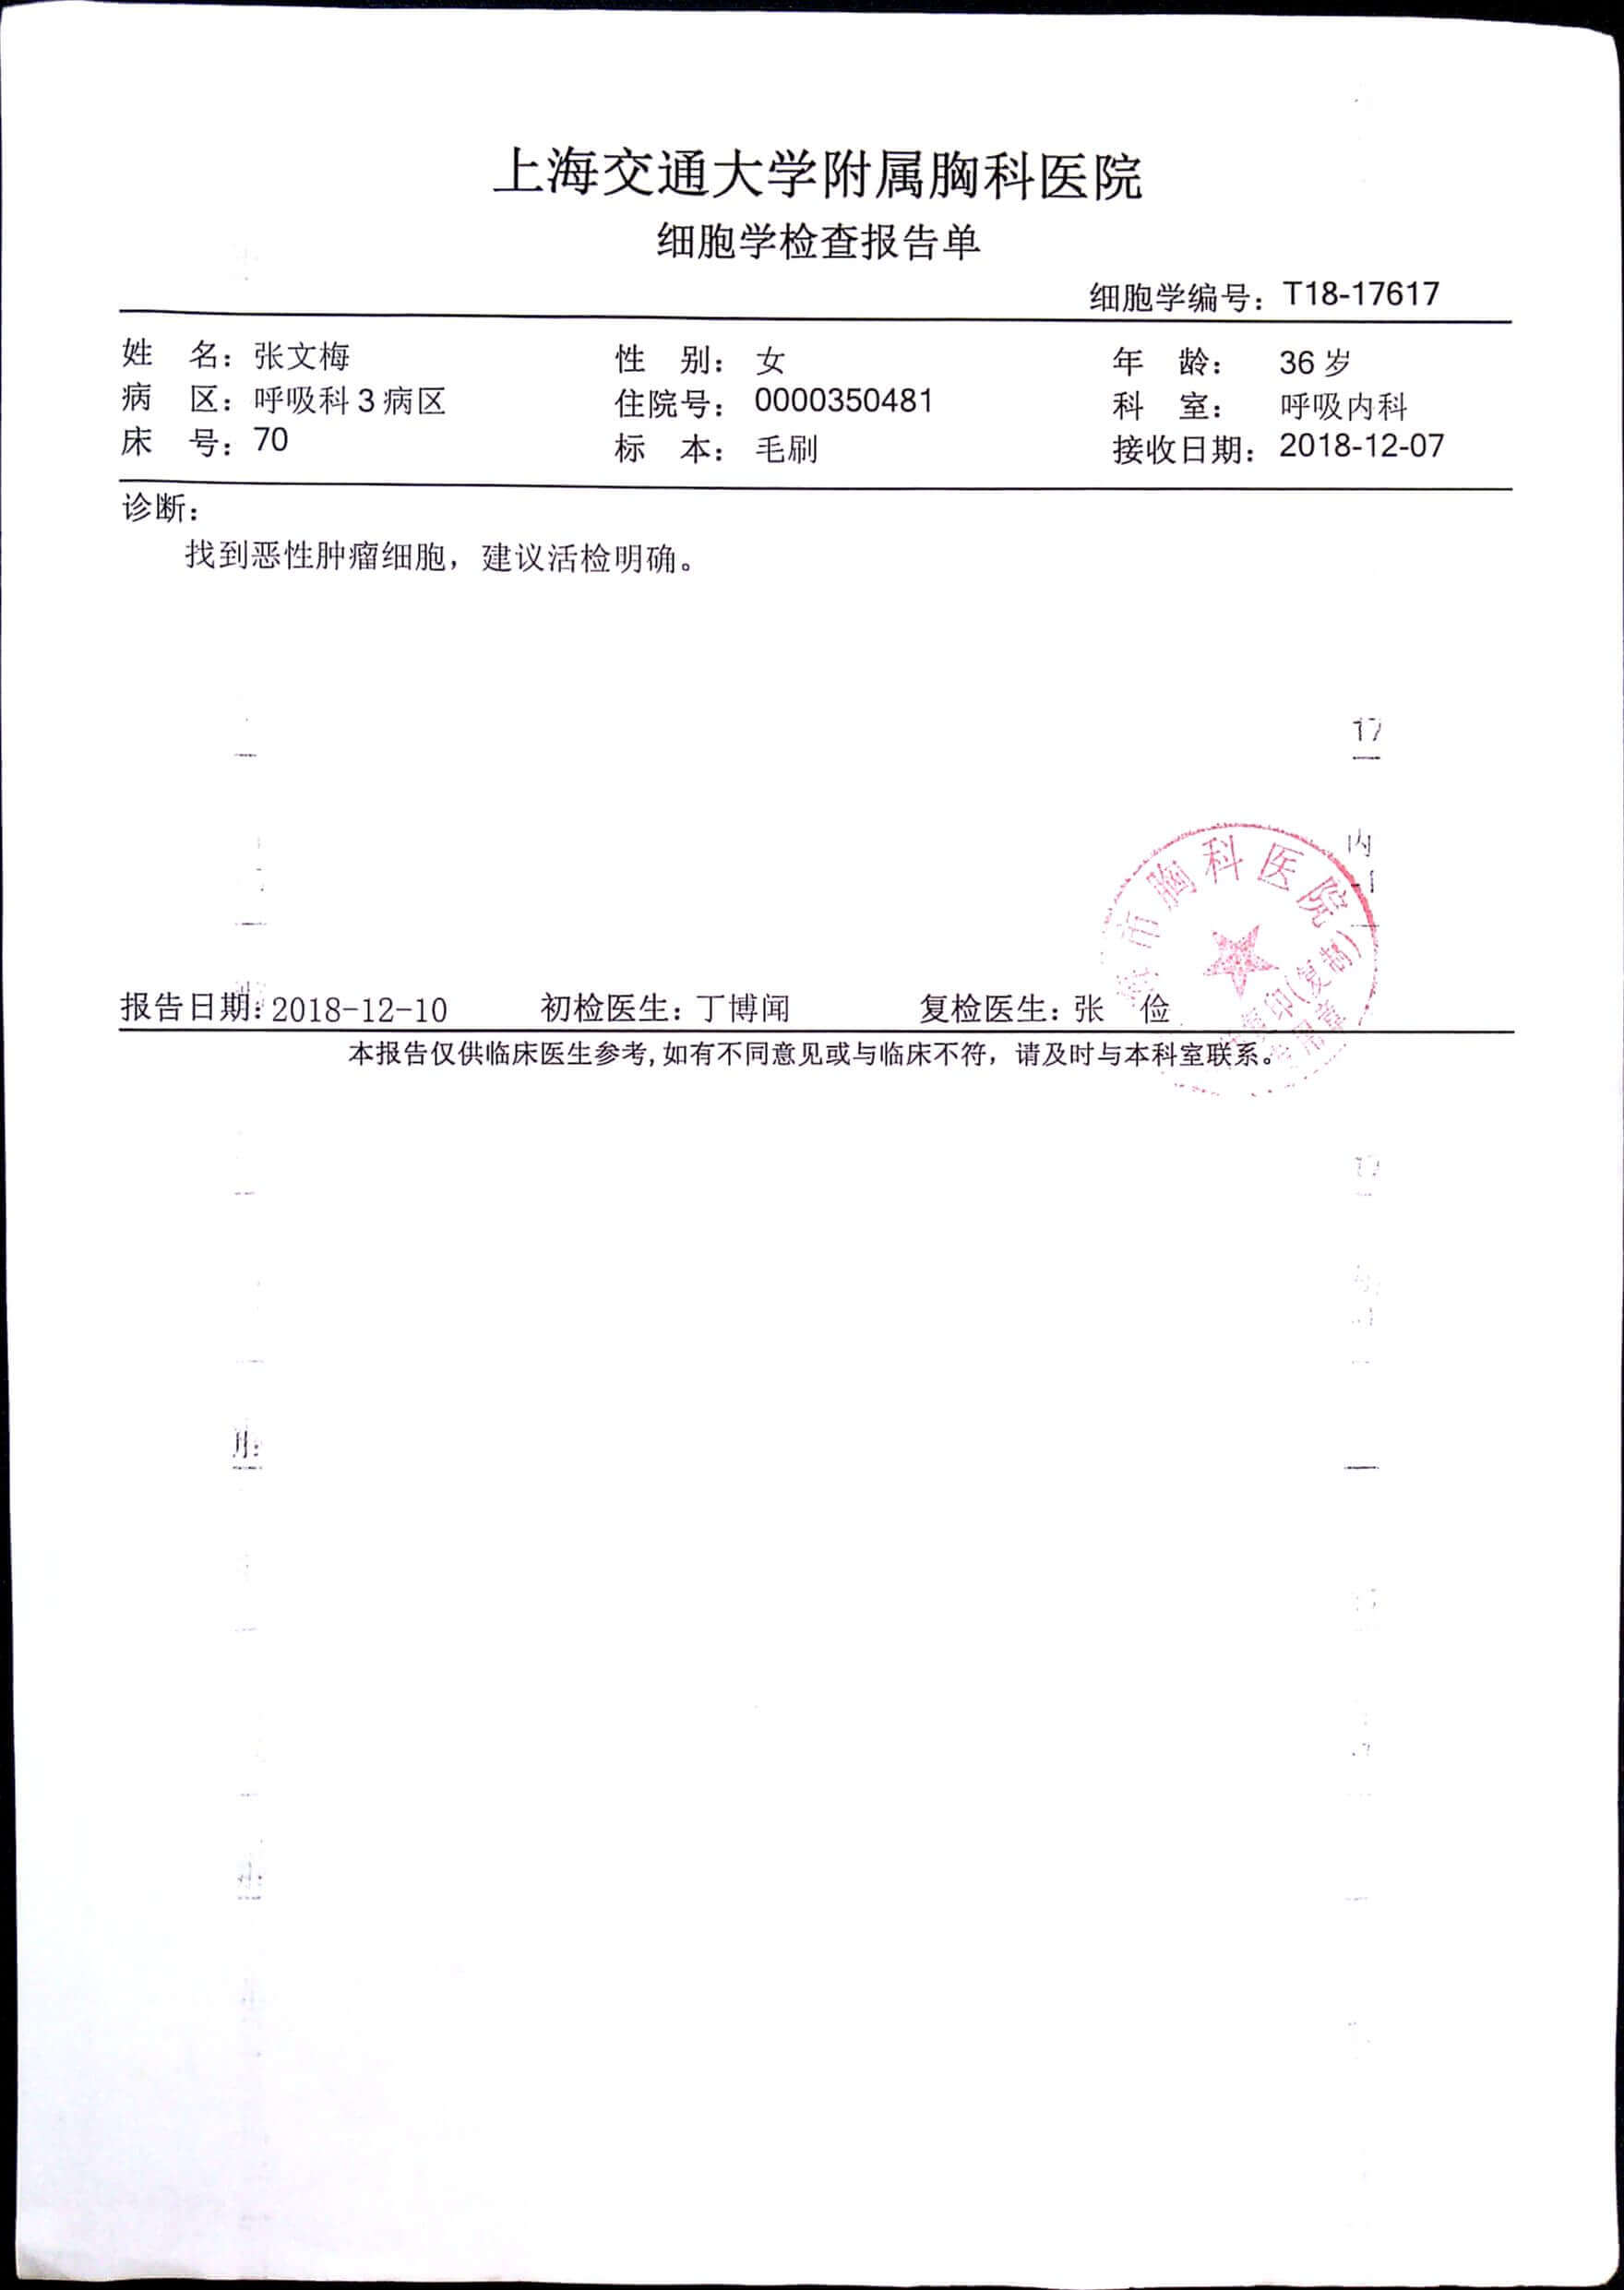 上海交通大学附属胸科医院
细胞学检查报告单
细胞学编号：T18-17617
姓 名：张文梅 性 别：女 年 龄：36 岁
病 区：呼吸科 3 病区 住院号：0000350481 科 室：呼吸内科
床 号：70 标 本：毛刷 接收日期：2018-12-07
诊断：
找到恶性肿瘤细胞，建议活检明确。
17
内
市胸科医院
印(复制)
报告日期：2018-12-10 初检医生：丁博闻 复检医生：张 俭
本报告仅供临床医生参考,如有不同意见或与临床不符，请及时与本科室联系。